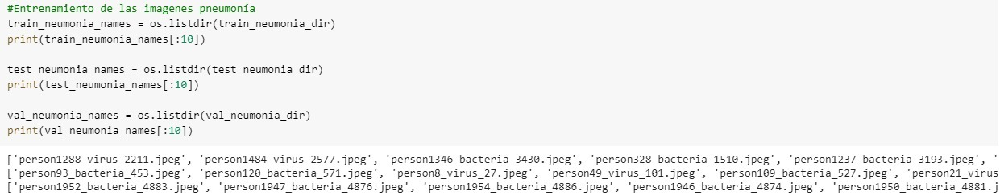 #Entrenamiento de las imagenes pneumonía
train_neumonia_names = os.listdir(train_neumonia_dir)
print(train_neumonia_names[:10])
test_neumonia_names = os.listdir(test_neumonia_dir)
print(test_neumonia_names[:10])
val_neumonia_names = os.listdir(val_neumonia_dir)
print(val_neumonia_names[:10])
['person1288_virus_2211.jpeg', 'person1484_virus_2577.jpeg', 'person1346_bacteria_3430.jpeg', 'person328_bacteria_1510.jpeg', 'person1237_bacteria_3193.jpeg', '
['person93_bacteria_453.jpeg', 'person120_bacteria_571.jpeg', 'person8_virus_27.jpeg', 'person49_virus_101.jpeg', 'person109_bacteria_527.jpeg', 'person21_virus
['person1952_bacteria_4883.jpeg', 'person1947_bacteria_4876.jpeg', 'person1954_bacteria_4886.jpeg', 'person1946_bacteria_4874.jpeg', 'person1950_bacteria_4881.j